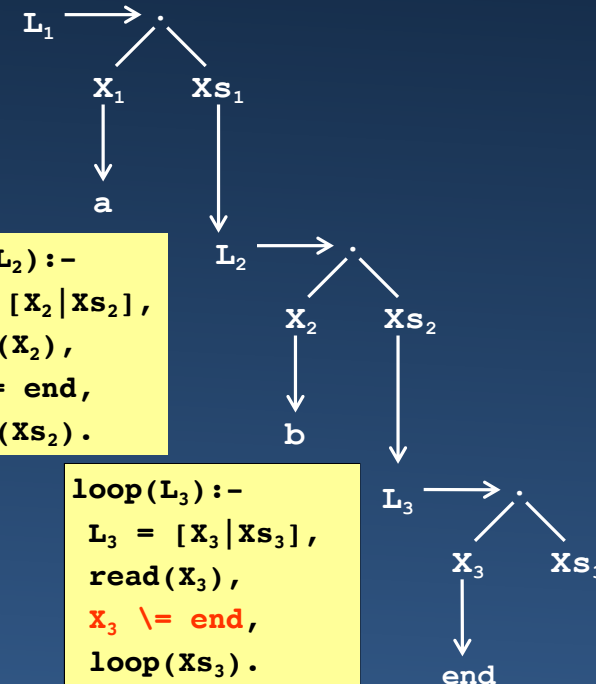 L₁ .
X₁ Xs₁
a
L₂ .
L₂):-
[X₂|Xs₂],
(X₂),
= end,
(Xs₂).
X₂ Xs₂
b
loop(L₃):-
L₃ = [X₃|Xs₃],
read(X₃),
X₃ \= end,
loop(Xs₃).
L₃ .
X₃ Xs₃
end